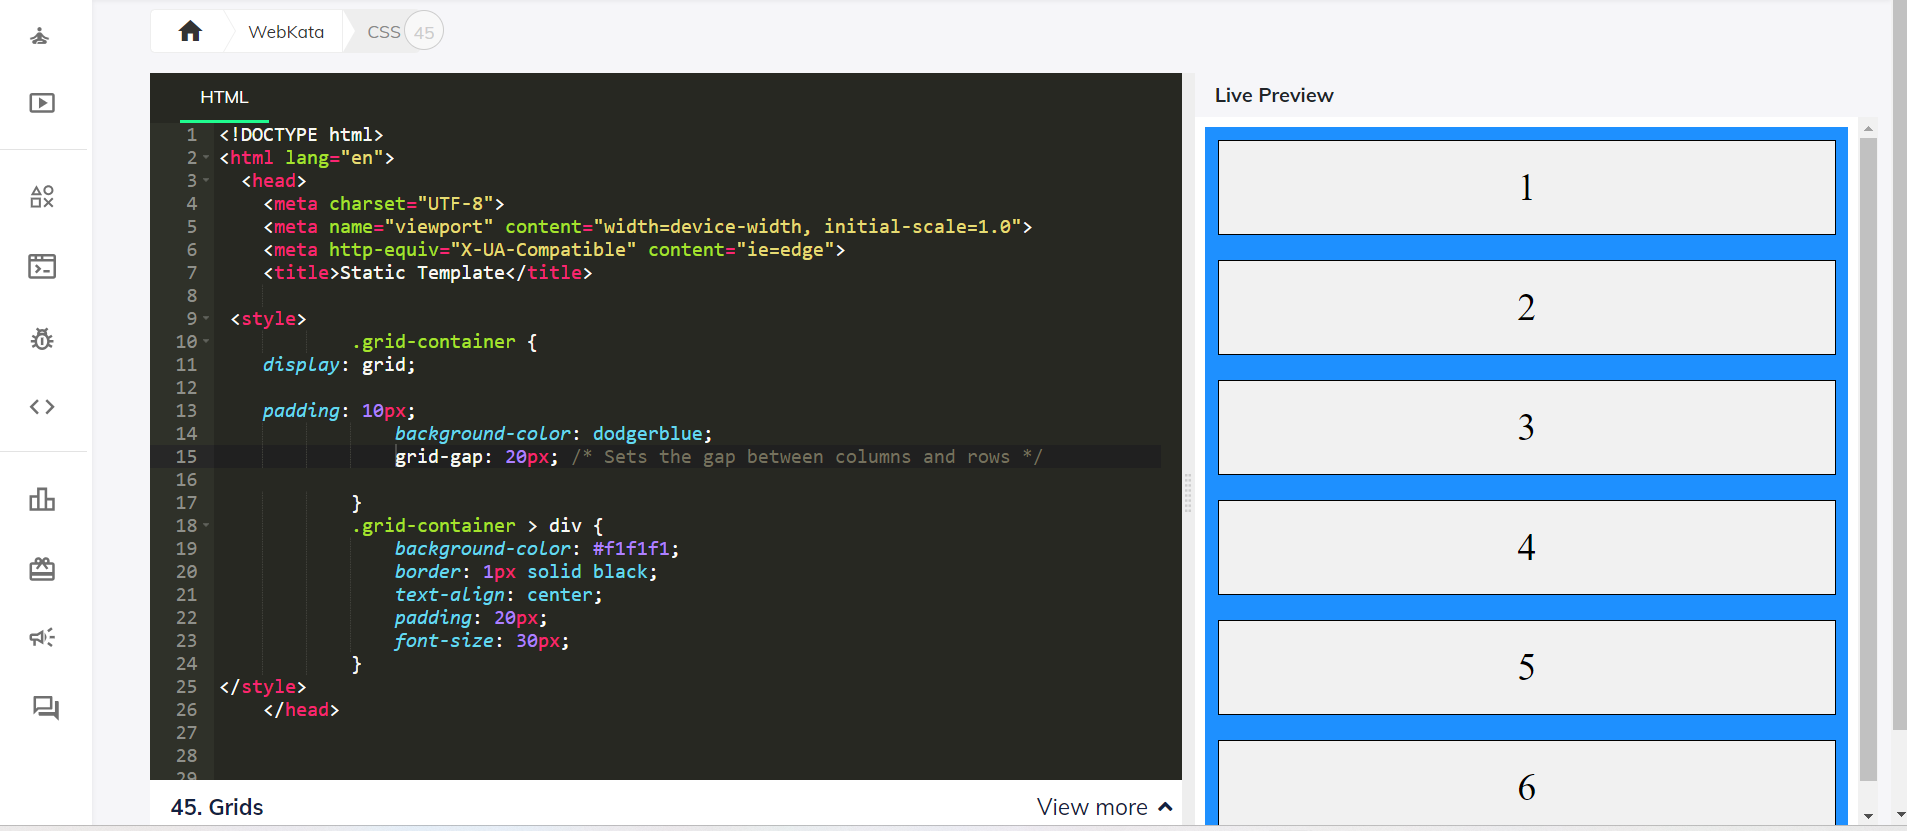 WebKata
CSS 45
HTML
Live Preview
1 <!DOCTYPE html>
2 <html lang="en">
3 <head>
4 <meta charset="UTF-8">
5 <meta name="viewport" content="width=device-width, initial-scale=1.0">
6 <meta http-equiv="X-UA-Compatible" content="ie=edge">
7 <title>Static Template</title>
8
9 <style>
10 .grid-container {
11 display: grid;
12
13 padding: 10px;
14 background-color: dodgerblue;
15 grid-gap: 20px; /* Sets the gap between columns and rows */
16
17 }
18 .grid-container > div {
19 background-color: #f1f1f1;
20 border: 1px solid black;
21 text-align: center;
22 padding: 20px;
23 font-size: 30px;
24 }
25 </style>
26 </head>
27
28
29
45. Grids
View more
1
2
3
4
5
6